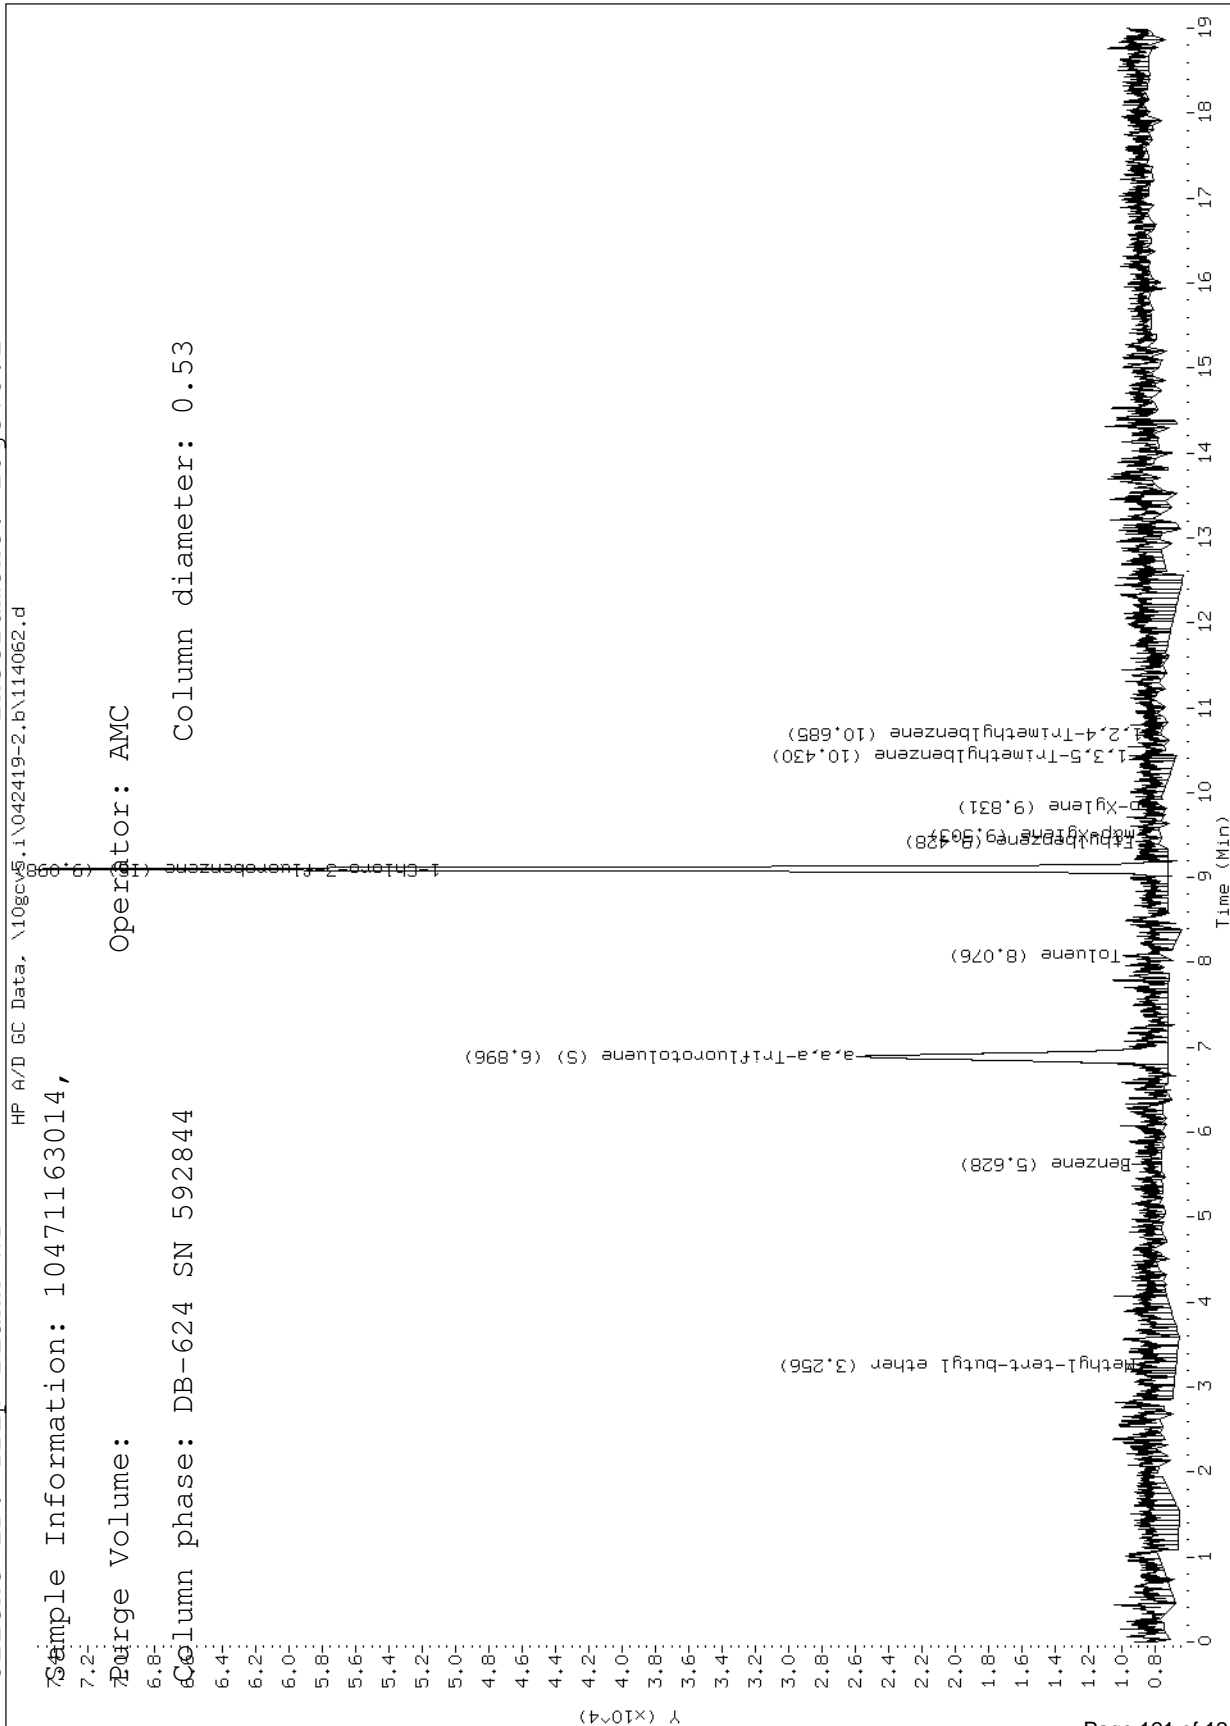 HP A/D GC Data, \10gcv5.i\042419-2.b\114062.d
Sample Information: 10471163014,
Purge Volume:
Operator: AMC
Column phase: DB-624 SN 592844
Column diameter: 0.53
Y (x10^4)
7.4
7.2
7.0
6.8
6.6
6.4
6.2
6.0
5.8
5.6
5.4
5.2
5.0
4.8
4.6
4.4
4.2
4.0
3.8
3.6
3.4
3.2
3.0
2.8
2.6
2.4
2.2
2.0
1.8
1.6
1.4
1.2
1.0
0.8
Methyl-tert-butyl ether (3.256)
Benzene (5.628)
a,a,a-Trifluorotoluene (S) (6.896)
Toluene (8.076)
1-Chloro-3-fluorobenzene (IS) (9.098)
Ethylbenzene (9.428)
m&p-Xylene (9.503)
o-Xylene (9.831)
1,3,5-Trimethylbenzene (10.430)
1,2,4-Trimethylbenzene (10.685)
0 1 2 3 4 5 6 7 8 9 10 11 12 13 14 15 16 17 18 19
Time (Min)